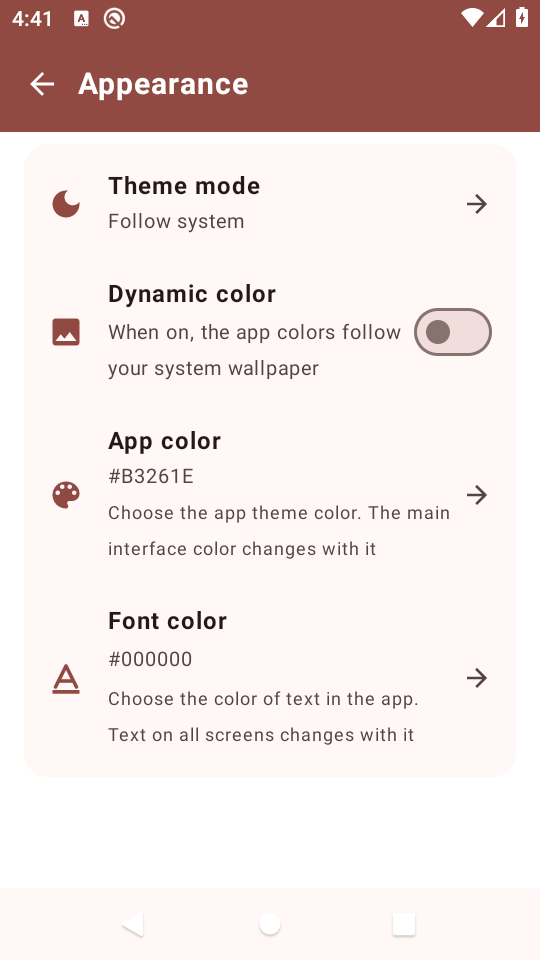 4:41
Appearance
Theme mode
Follow system
Dynamic color
When on, the app colors follow
your system wallpaper
App color
#B3261E
Choose the app theme color. The main
interface color changes with it
Font color
#000000
Choose the color of text in the app.
Text on all screens changes with it